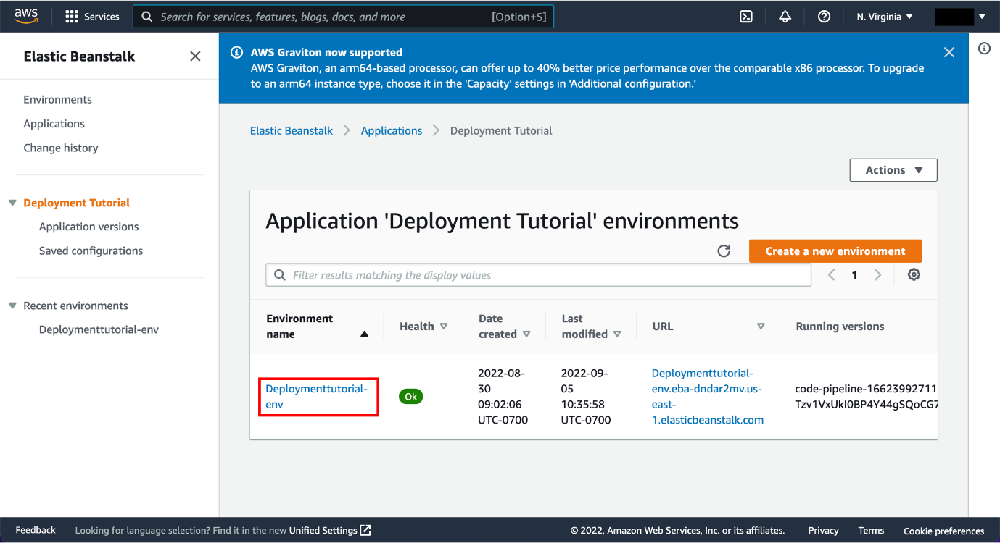 aws
Services
Search for services, features, blogs, docs, and more
[Option+S]
N. Virginia
Elastic Beanstalk
Environments
Applications
Change history
Deployment Tutorial
Application versions
Saved configurations
Recent environments
Deploymenttutorial-env
AWS Graviton now supported
AWS Graviton, an arm64-based processor, can offer up to 40% better price performance over the comparable x86 processor. To upgrade
to an arm64 instance type, choose it in the 'Capacity' settings in 'Additional configuration.'
Elastic Beanstalk
Applications
Deployment Tutorial
Actions
Application 'Deployment Tutorial' environments
Create a new environment
Filter results matching the display values
1
Environment
name
Health
Date
created
Last
modified
URL
Running versions
Deploymenttutorial-
env
Ok
2022-08-
30
09:02:06
UTC-0700
2022-09-
05
10:35:58
UTC-0700
Deploymenttutorial-
env.eba-dndar2mv.us-
east-
1.elasticbeanstalk.com
code-pipeline-16623992711
Tzv1VxUkI0BP4Y44gSQoCG7
Feedback
Looking for language selection? Find it in the new Unified Settings
© 2022, Amazon Web Services, Inc. or its affiliates.
Privacy
Terms
Cookie preferences